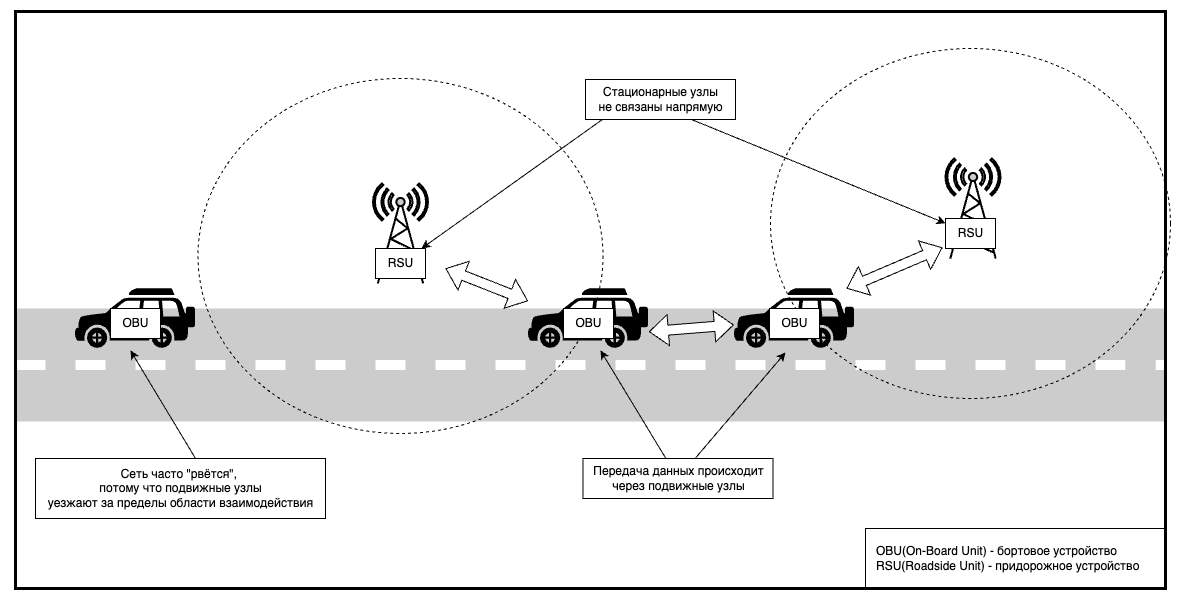 Стационарные узлы
не связаны напрямую
RSU
RSU
OBU
OBU
OBU
Сеть часто "рвётся",
потому что подвижные узлы
уезжают за пределы области взаимодействия
Передача данных происходит
через подвижные узлы
OBU(On-Board Unit) - бортовое устройство
RSU(Roadside Unit) - придорожное устройство